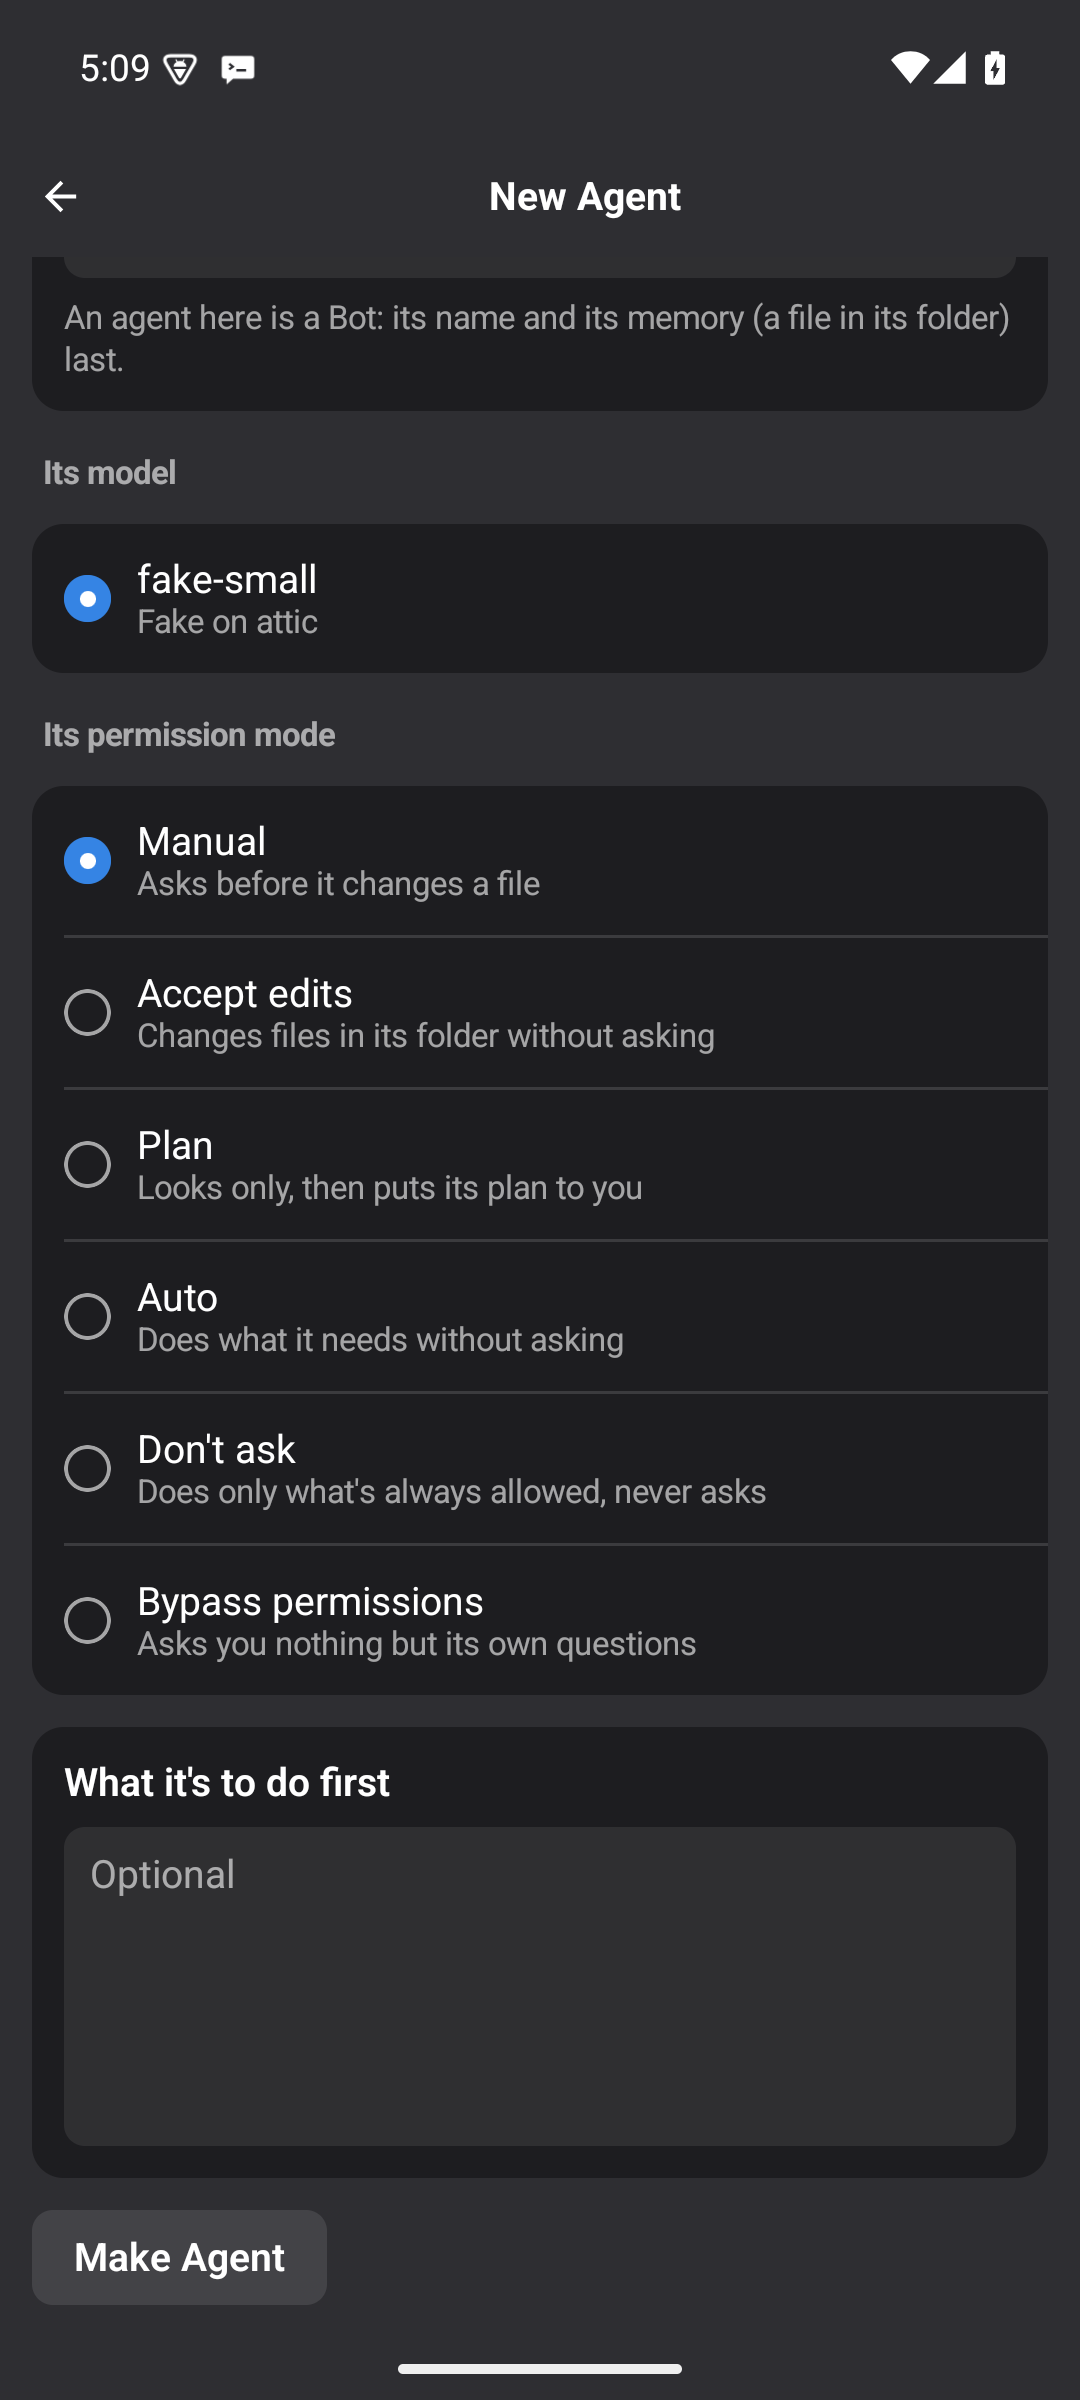 5:09
New Agent
An agent here is a Bot: its name and its memory (a file in its folder)
last.
Its model
fake-small
Fake on attic
Its permission mode
Manual
Asks before it changes a file
Accept edits
Changes files in its folder without asking
Plan
Looks only, then puts its plan to you
Auto
Does what it needs without asking
Don't ask
Does only what's always allowed, never asks
Bypass permissions
Asks you nothing but its own questions
What it's to do first
Optional
Make Agent